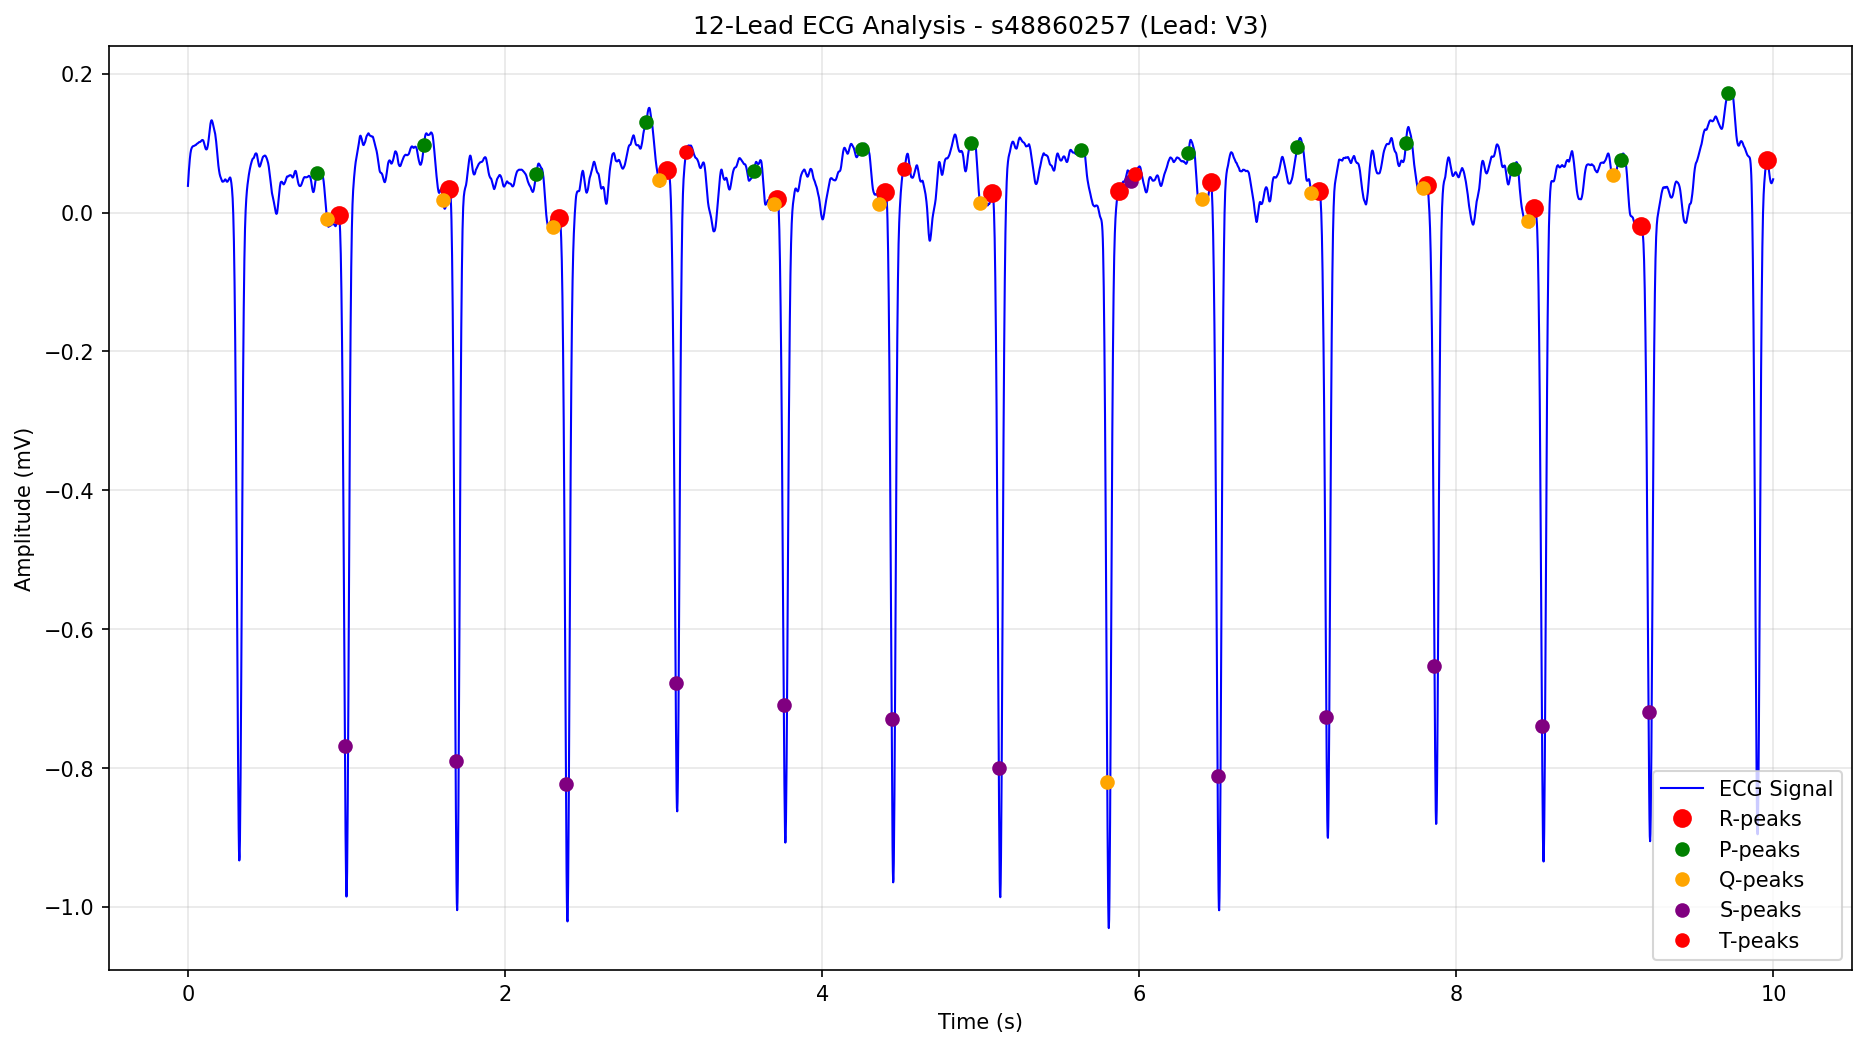 12-Lead ECG Analysis - s48860257 (Lead: V3)
Amplitude (mV)
0.2
0.0
−0.2
−0.4
−0.6
−0.8
−1.0
ECG Signal
R-peaks
P-peaks
Q-peaks
S-peaks
T-peaks
0 2 4 6 8 10
Time (s)